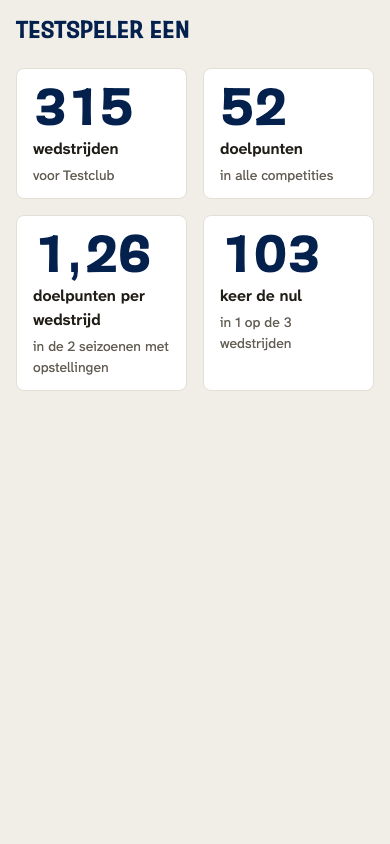 TESTSPELER EEN
315
wedstrijden
voor Testclub
52
doelpunten
in alle competities
1,26
doelpunten per
wedstrijd
in de 2 seizoenen met
opstellingen
103
keer de nul
in 1 op de 3
wedstrijden